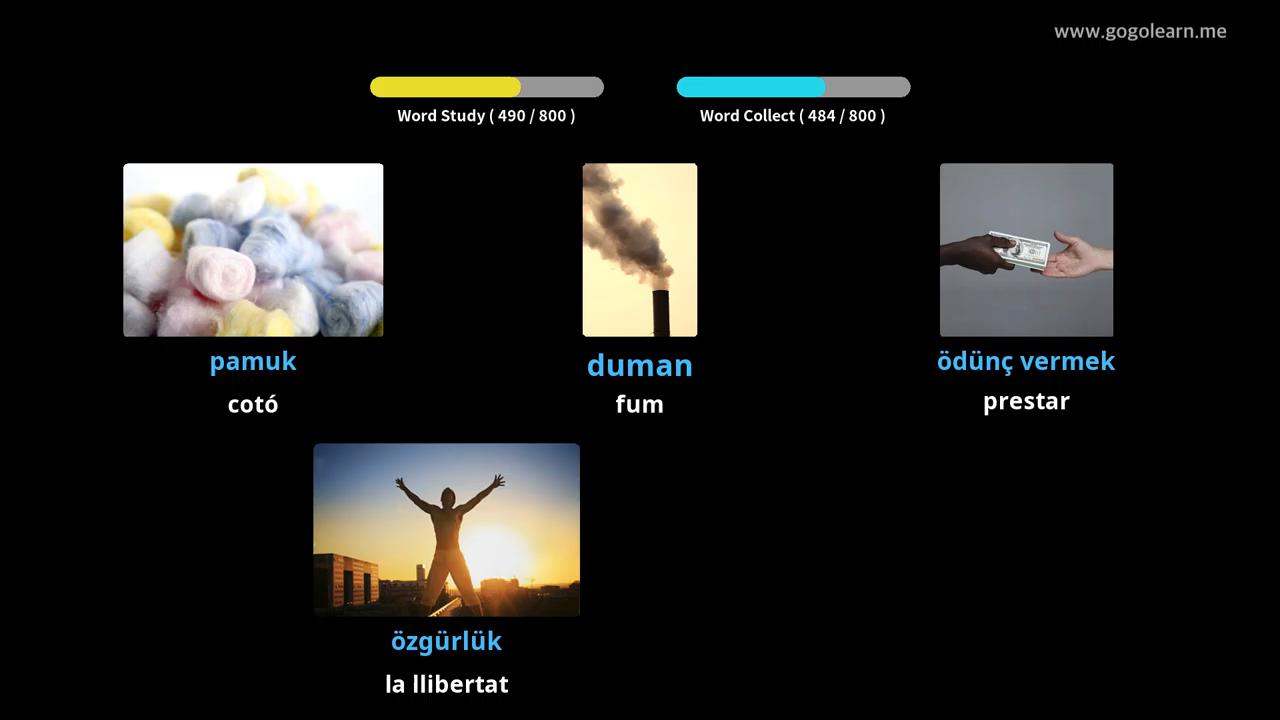 www.gogolearn.me
Word Study ( 490 / 800 )
Word Collect ( 484 / 800 )
pamuk
cotó
duman
fum
ödünç vermek
prestar
özgürlük
la llibertat